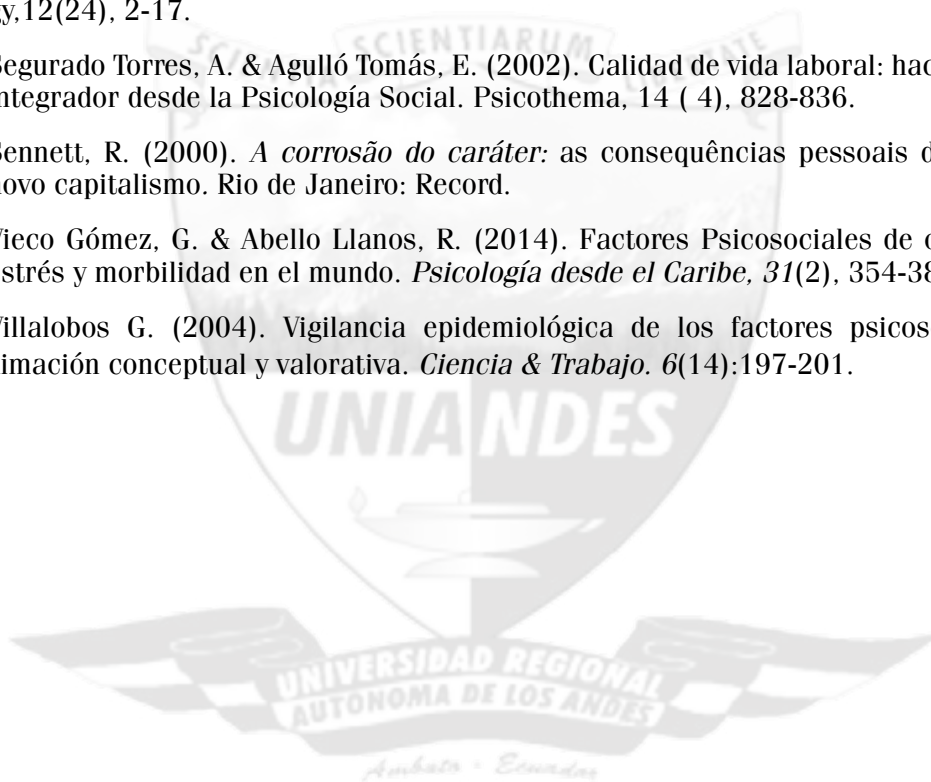 gy,12(24), 2-17.
Segurado Torres, A. & Agulló Tomás, E. (2002). Calidad de vida laboral: hac
integrador desde la Psicología Social. Psicothema, 14 ( 4), 828-836.
Sennett, R. (2000). A corrosão do caráter: as consequências pessoais d
novo capitalismo. Rio de Janeiro: Record.
Vieco Gómez, G. & Abello Llanos, R. (2014). Factores Psicosociales de o
estrés y morbilidad en el mundo. Psicología desde el Caribe, 31(2), 354-38
Villalobos G. (2004). Vigilancia epidemiológica de los factores psicos
ximación conceptual y valorativa. Ciencia & Trabajo. 6(14):197-201.
SCIENTIARUM
UNIANDES
UNIVERSIDAD REGIONAL
AUTONOMA DE LOS ANDES
Ambato - Ecuador